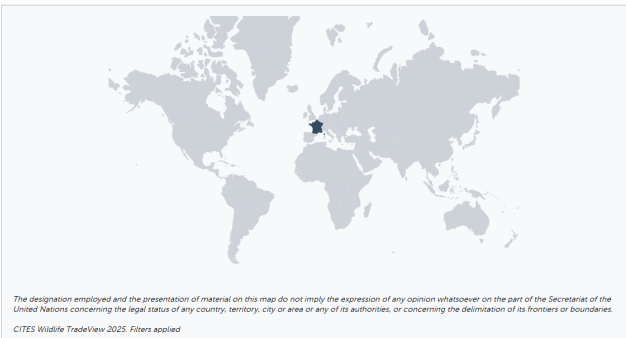 The designation employed and the presentation of material on this map do not imply the expression of any opinion whatsoever on the part of the Secretariat of the
United Nations concerning the legal status of any country, territory, city or area or any of its authorities, or concerning the delimitation of its frontiers or boundaries.
CITES Wildlife TradeView 2025. Filters applied